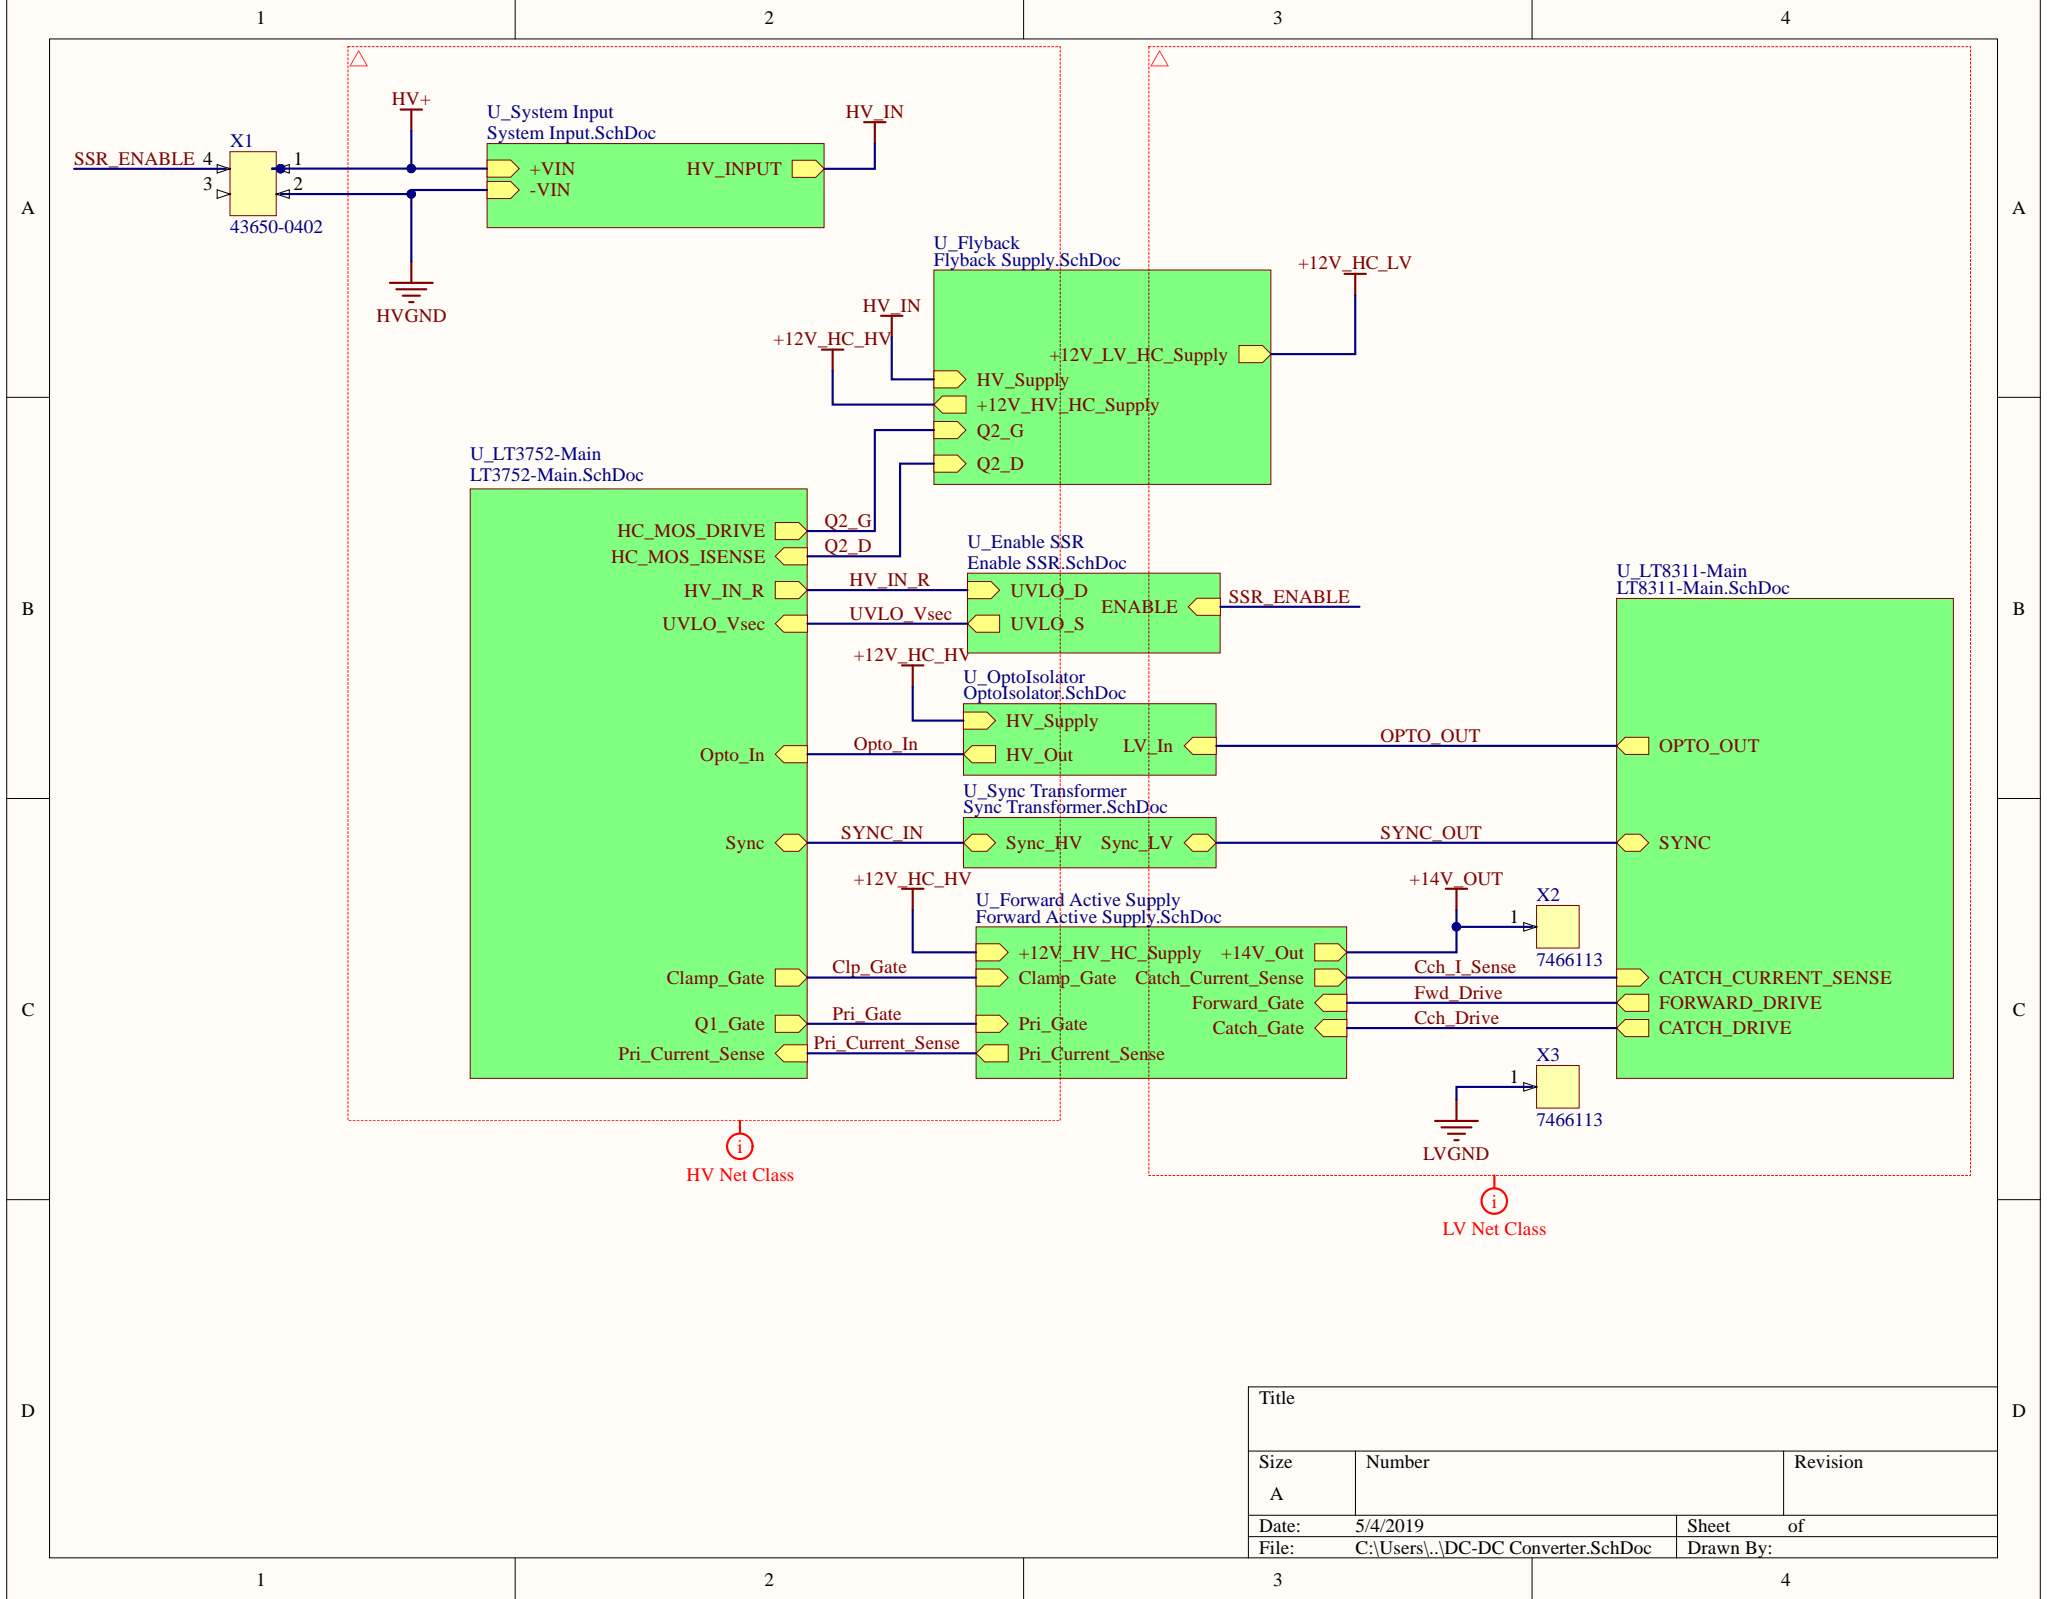 1 2 3 4
A
B
C
D
A
B
C
D
HV+
SSR_ENABLE
X1
4
3
1
2
43650-0402
HVGND
U_System Input
System Input.SchDoc
+VIN
-VIN
HV_INPUT
HV_IN
U_Flyback
Flyback Supply.SchDoc
HV_IN
+12V_HC_HV
+12V_LV_HC_Supply
+12V_HC_LV
HV_Supply
+12V_HV_HC_Supply
Q2_G
Q2_D
U_LT3752-Main
LT3752-Main.SchDoc
HC_MOS_DRIVE
HC_MOS_ISENSE
HV_IN_R
UVLO_Vsec
Opto_In
Sync
Clamp_Gate
Q1_Gate
Pri_Current_Sense
Q2_G
Q2_D
HV_IN_R
UVLO_Vsec
U_Enable SSR
Enable SSR.SchDoc
UVLO_D
UVLO_S
ENABLE
SSR_ENABLE
+12V_HC_HV
U_OptoIsolator
OptoIsolator.SchDoc
HV_Supply
HV_Out
LV_In
Opto_In
OPTO_OUT
U_Sync Transformer
Sync Transformer.SchDoc
SYNC_IN
Sync_HV
Sync_LV
SYNC_OUT
+12V_HC_HV
U_Forward Active Supply
Forward Active Supply.SchDoc
+12V_HV_HC_Supply
Clamp_Gate
Pri_Gate
Pri_Current_Sense
+14V_Out
Catch_Current_Sense
Forward_Gate
Catch_Gate
Clp_Gate
Pri_Gate
Pri_Current_Sense
+14V_OUT
X2
1
7466113
Cch_I_Sense
Fwd_Drive
Cch_Drive
X3
1
7466113
LVGND
U_LT8311-Main
LT8311-Main.SchDoc
OPTO_OUT
SYNC
CATCH_CURRENT_SENSE
FORWARD_DRIVE
CATCH_DRIVE
i
HV Net Class
i
LV Net Class
Title
Size
A
Number
Revision
Date: 5/4/2019
Sheet of
File: C:\Users\..\DC-DC Converter.SchDoc
Drawn By:
1 2 3 4